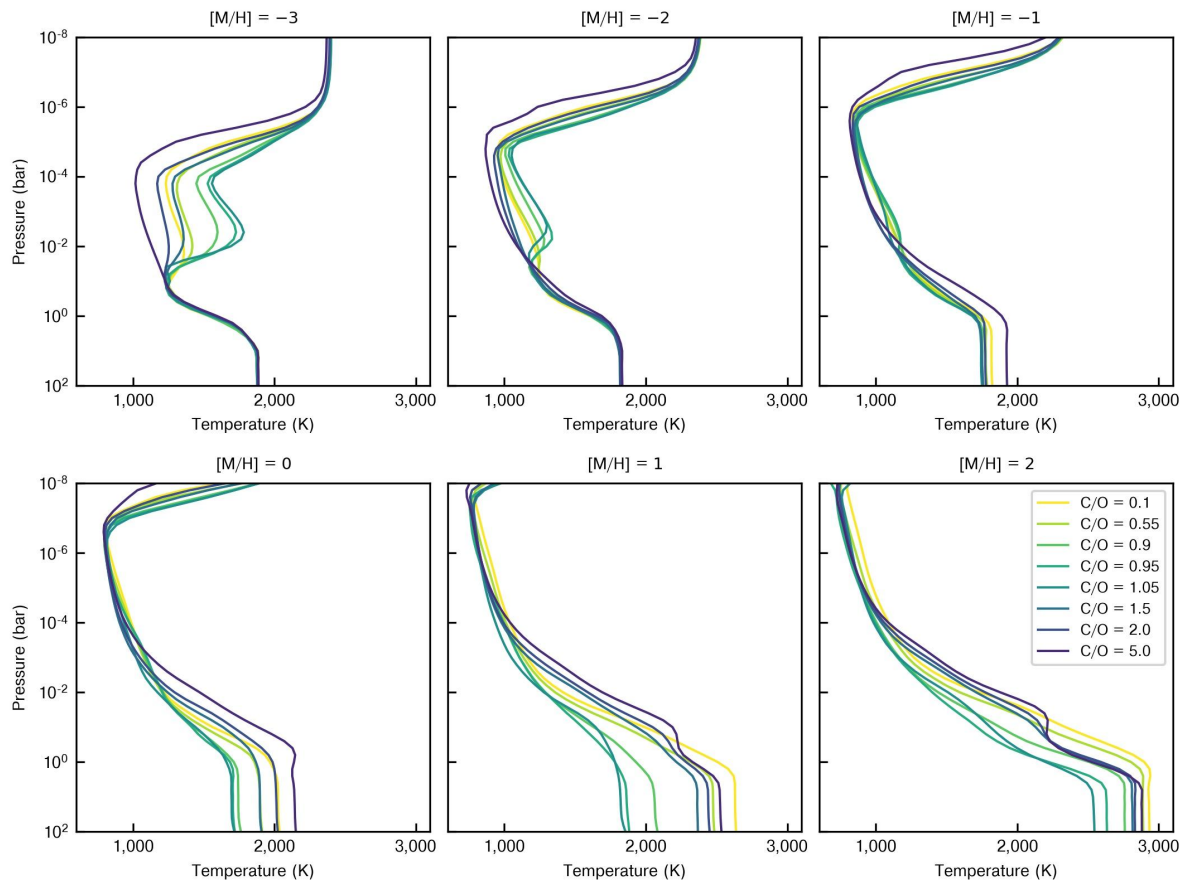 [M/H] = −3
[M/H] = −2
[M/H] = −1
10⁻⁸
10⁻⁶
10⁻⁴
10⁻²
10⁰
10²
Pressure (bar)
1,000 2,000 3,000
1,000 2,000 3,000
1,000 2,000 3,000
Temperature (K)
Temperature (K)
Temperature (K)
[M/H] = 0
[M/H] = 1
[M/H] = 2
10⁻⁸
10⁻⁶
10⁻⁴
10⁻²
10⁰
10²
Pressure (bar)
C/O = 0.1
C/O = 0.55
C/O = 0.9
C/O = 0.95
C/O = 1.05
C/O = 1.5
C/O = 2.0
C/O = 5.0
1,000 2,000 3,000
1,000 2,000 3,000
1,000 2,000 3,000
Temperature (K)
Temperature (K)
Temperature (K)